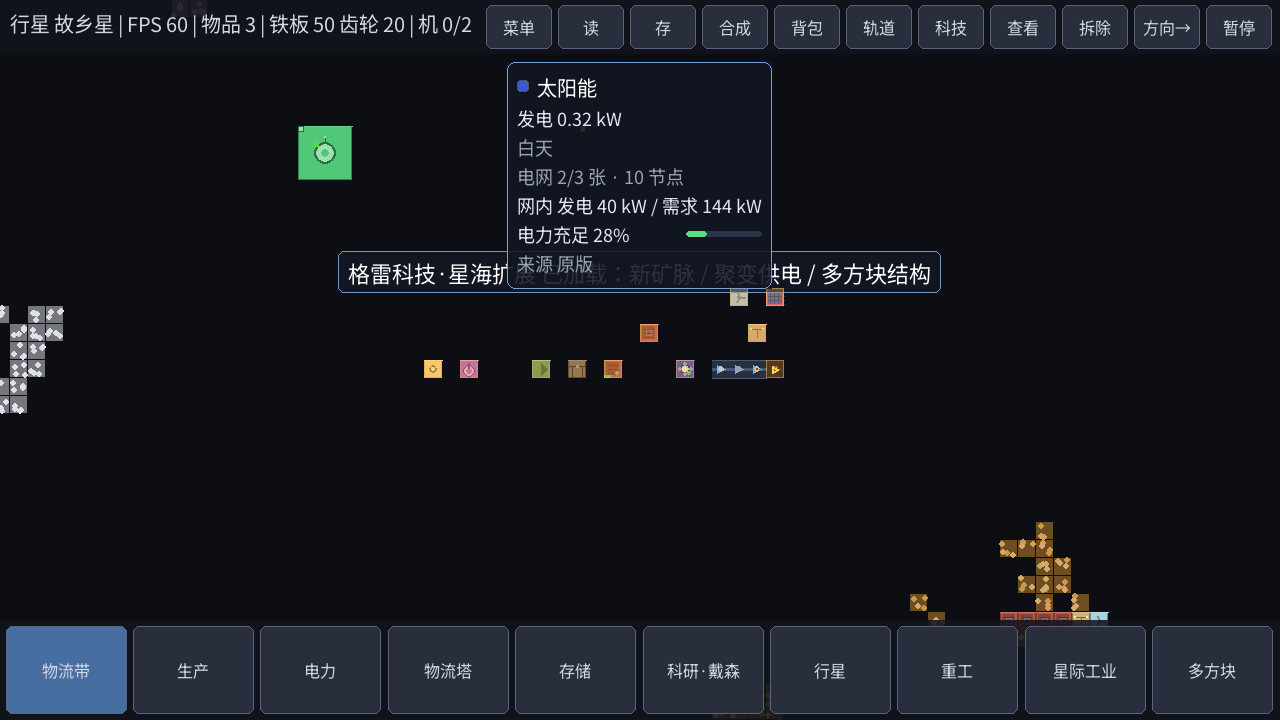 行星 故乡星 | FPS 60 | 物品 3 | 铁板 50 齿轮 20 | 机 0/2
菜单 读 存 合成 背包 轨道 科技 查看 拆除 方向→ 暂停
太阳能
发电 0.32 kW
白天
电网 2/3 张 · 10 节点
网内 发电 40 kW / 需求 144 kW
电力充足 28%
来源 原版
格雷科技·星海扩展 已加载：新矿脉 / 聚变供电 / 多方块结构
物流带 生产 电力 物流塔 存储 科研·戴森 行星 重工 星际工业 多方块